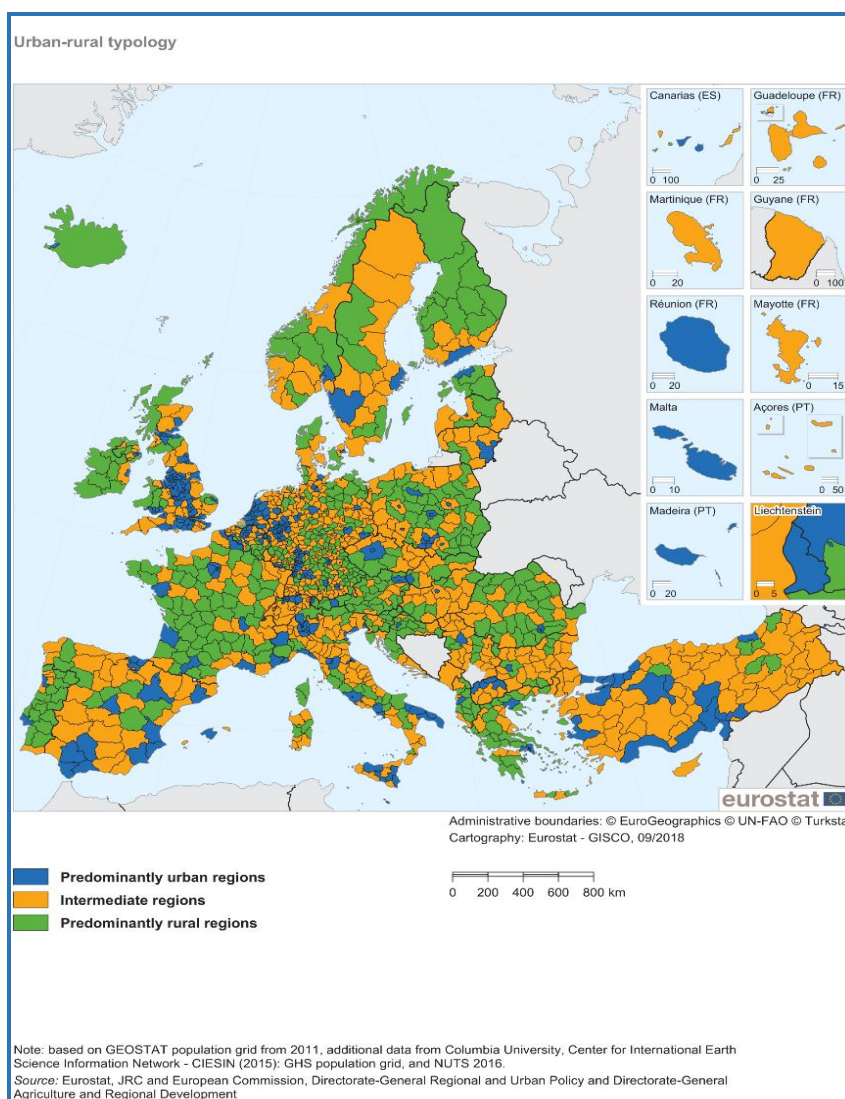 Urban-rural typology
Canarias (ES)
0 100
Guadeloupe (FR)
0 25
Martinique (FR)
0 20
Guyane (FR)
0 100
Réunion (FR)
0 20
Mayotte (FR)
0 15
Malta
0 10
Açores (PT)
0 50
Madeira (PT)
0 20
Liechtenstein
0 5
eurostat
Administrative boundaries: © EuroGeographics © UN-FAO © Turksta
Cartography: Eurostat - GISCO, 09/2018
Predominantly urban regions
Intermediate regions
Predominantly rural regions
0 200 400 600 800 km
Note: based on GEOSTAT population grid from 2011, additional data from Columbia University, Center for International Earth
Science Information Network - CIESIN (2015): GHS population grid, and NUTS 2016.
Source: Eurostat, JRC and European Commission, Directorate-General Regional and Urban Policy and Directorate-General
Agriculture and Regional Development